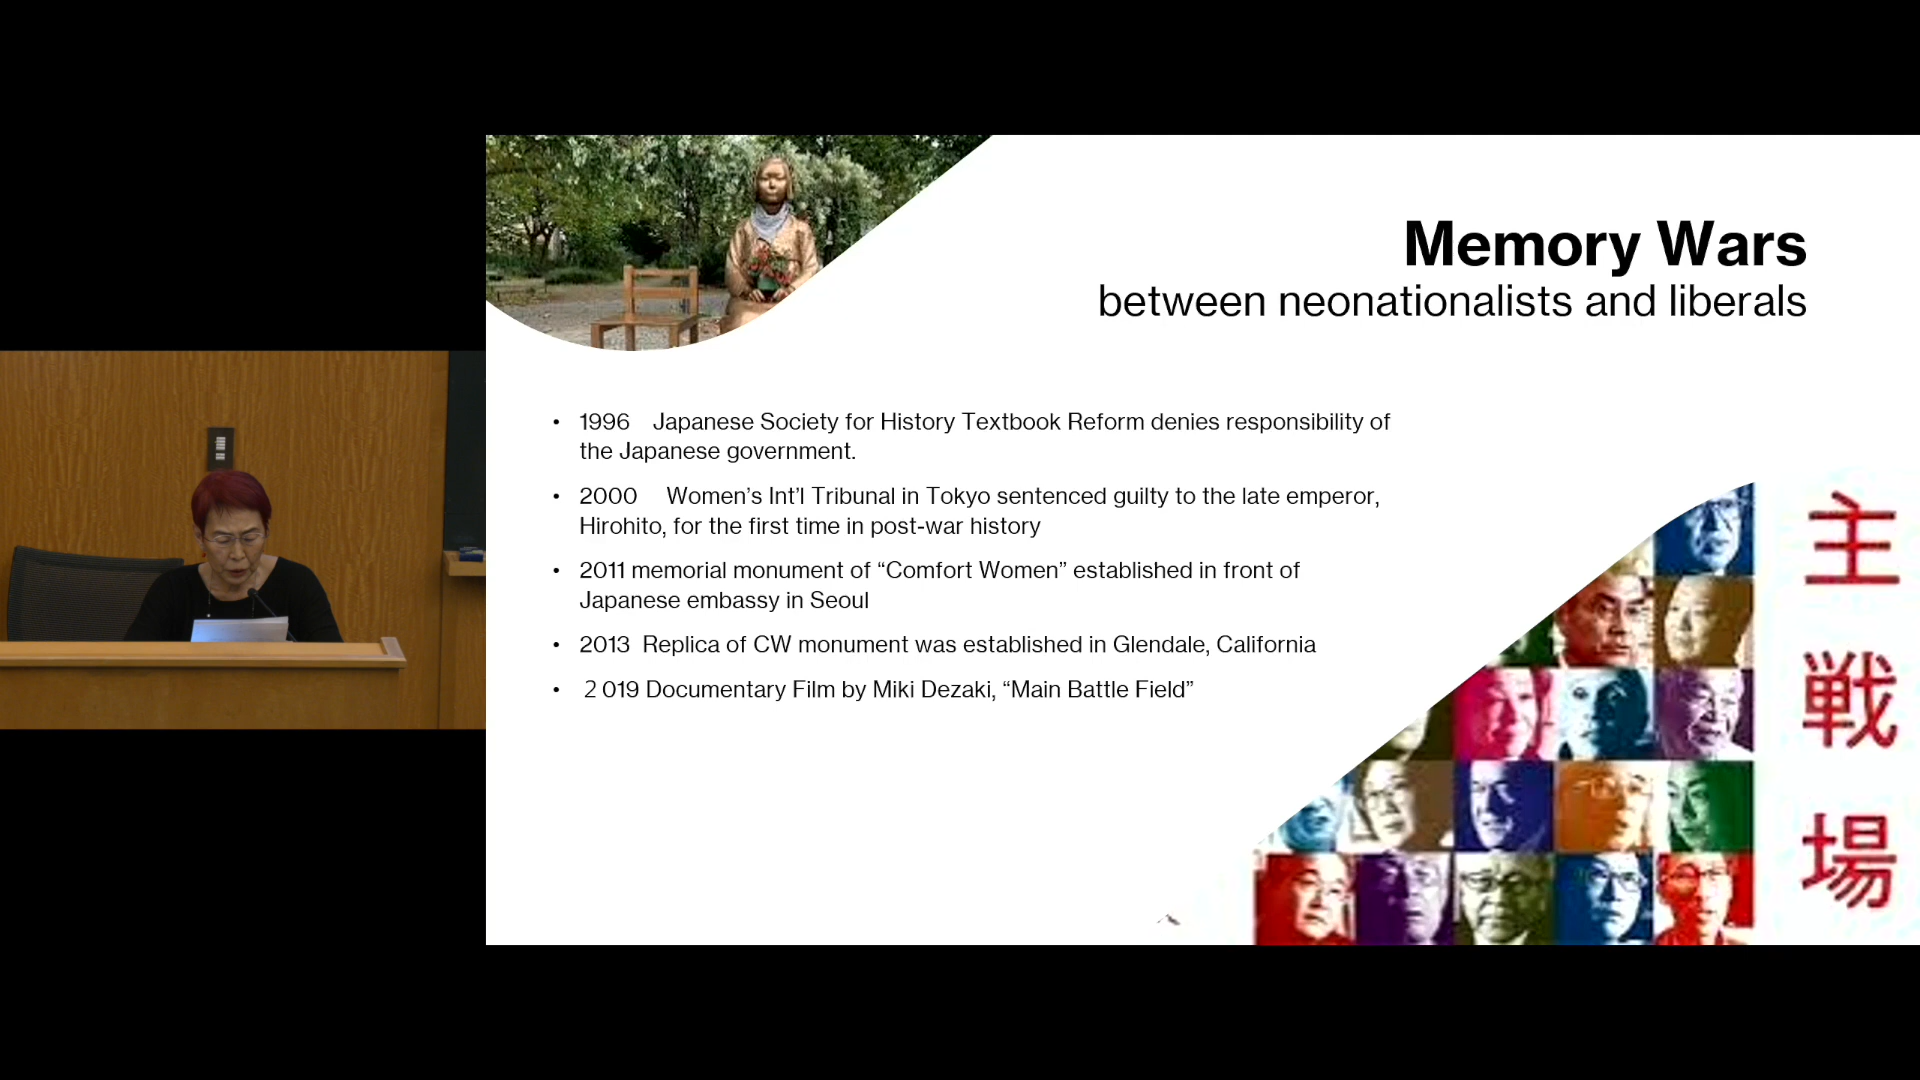 Memory Wars
between neonationalists and liberals
• 1996 Japanese Society for History Textbook Reform denies responsibility of
the Japanese government.
• 2000 Women’s Int’l Tribunal in Tokyo sentenced guilty to the late emperor,
Hirohito, for the first time in post-war history
• 2011 memorial monument of “Comfort Women” established in front of
Japanese embassy in Seoul
• 2013 Replica of CW monument was established in Glendale, California
• ２019 Documentary Film by Miki Dezaki, “Main Battle Field”
主戦場